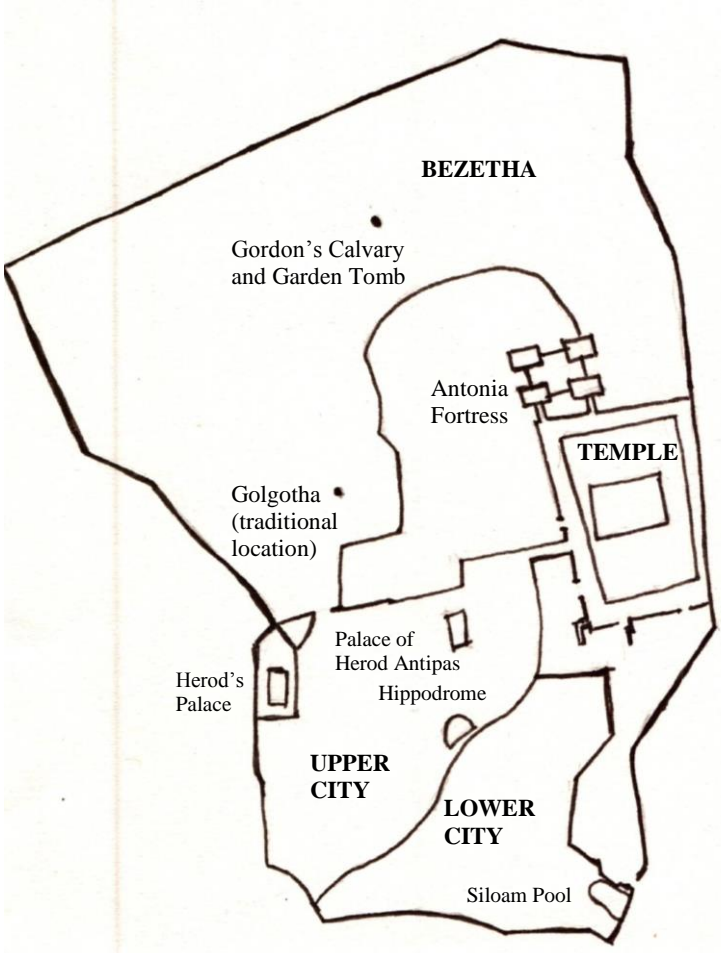 BEZETHA
Gordon’s Calvary
and Garden Tomb
Antonia
Fortress
TEMPLE
Golgotha
(traditional
location)
Palace of
Herod Antipas
Herod’s
Palace
Hippodrome
UPPER
CITY
LOWER
CITY
Siloam Pool